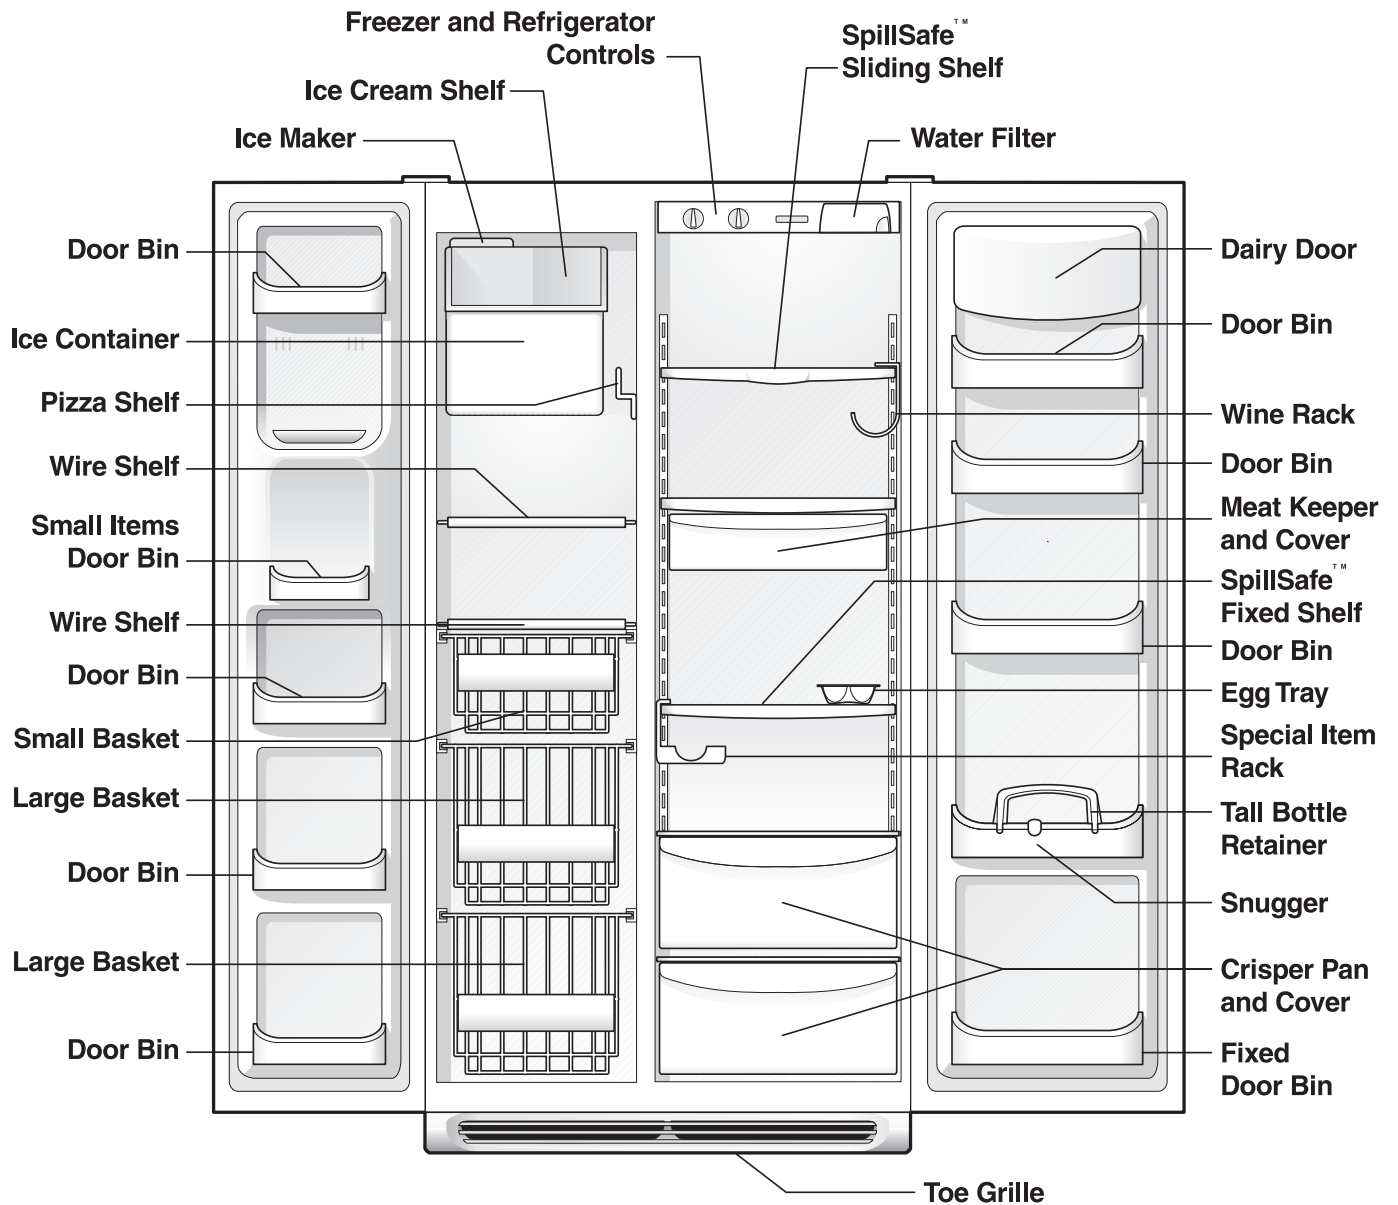 Freezer and Refrigerator
Controls
SpillSafe™
Sliding Shelf
Ice Cream Shelf
Ice Maker
Water Filter
Door Bin
Ice Container
Pizza Shelf
Wire Shelf
Small Items
Door Bin
Wire Shelf
Door Bin
Small Basket
Large Basket
Door Bin
Large Basket
Door Bin
Dairy Door
Door Bin
Wine Rack
Door Bin
Meat Keeper
and Cover
SpillSafe™
Fixed Shelf
Door Bin
Egg Tray
Special Item
Rack
Tall Bottle
Retainer
Snugger
Crisper Pan
and Cover
Fixed
Door Bin
Toe Grille